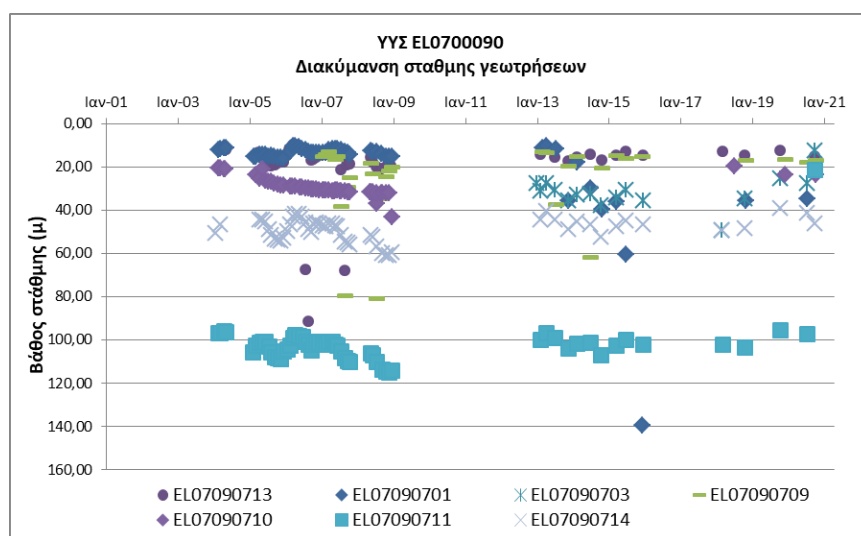 ΥΥΣ EL0700090
Διακύμανση σταθμης γεωτρήσεων
Ιαν-01 Ιαν-03 Ιαν-05 Ιαν-07 Ιαν-09 Ιαν-11 Ιαν-13 Ιαν-15 Ιαν-17 Ιαν-19 Ιαν-21
0,00
20,00
40,00
60,00
80,00
100,00
120,00
140,00
160,00
Βάθος στάθμης (μ)
EL07090713 EL07090701 EL07090703 EL07090709
EL07090710 EL07090711 EL07090714